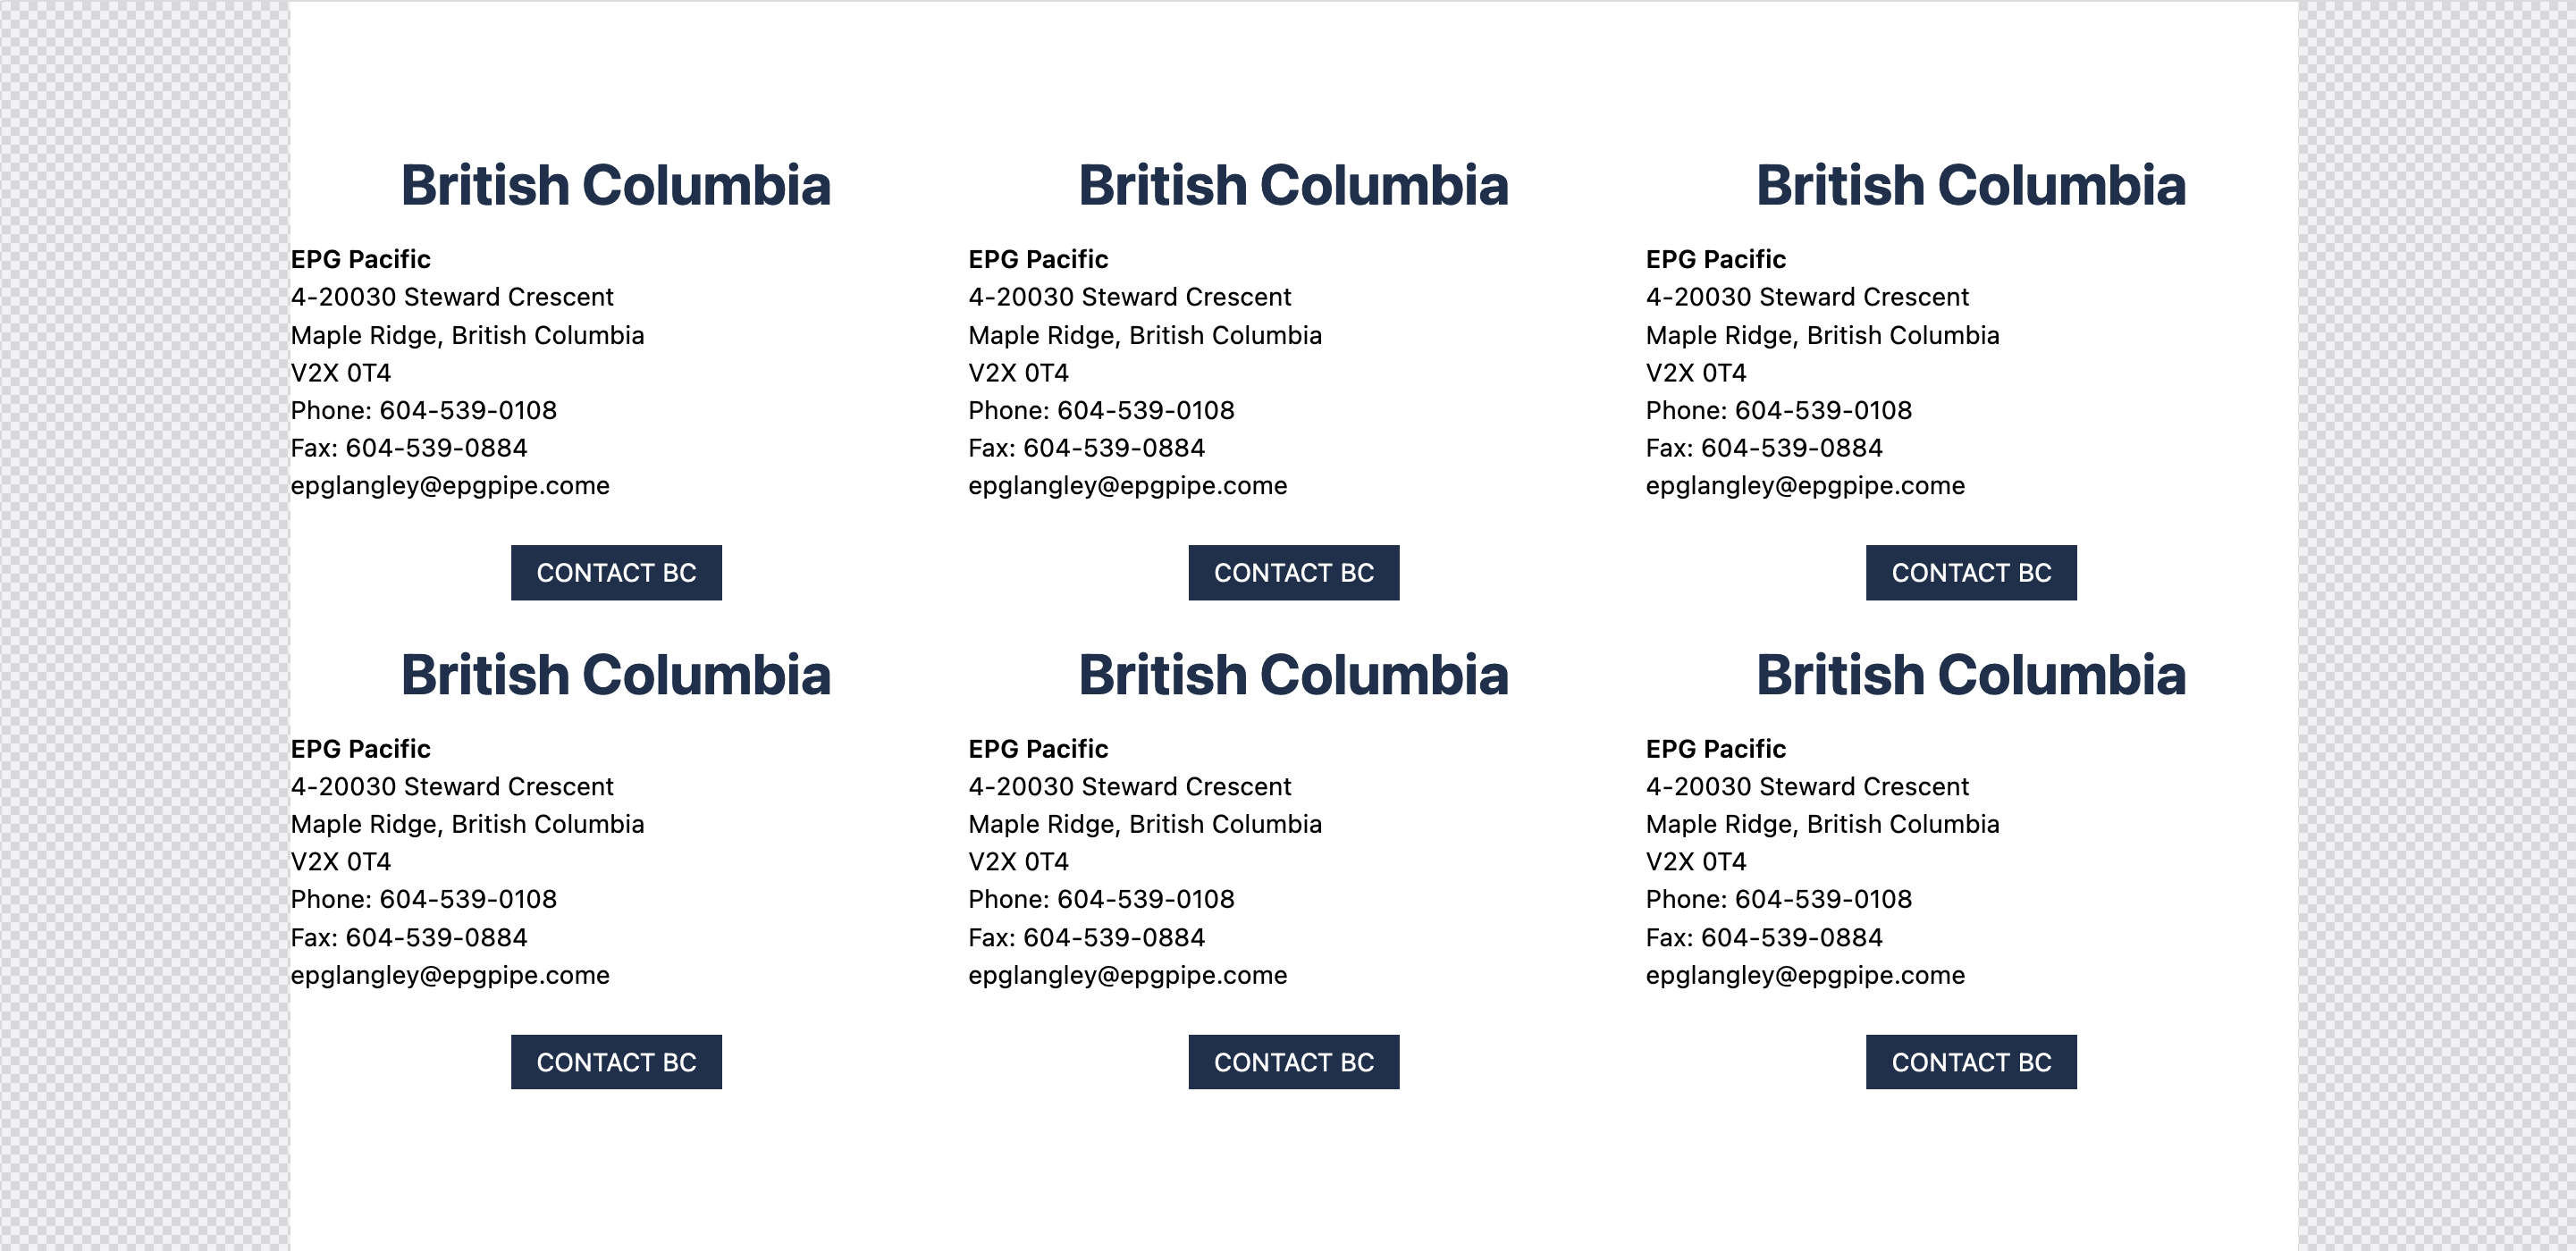 British Columbia
EPG Pacific
4-20030 Steward Crescent
Maple Ridge, British Columbia
V2X 0T4
Phone: 604-539-0108
Fax: 604-539-0884
epglangley@epgpipe.come
CONTACT BC
British Columbia
EPG Pacific
4-20030 Steward Crescent
Maple Ridge, British Columbia
V2X 0T4
Phone: 604-539-0108
Fax: 604-539-0884
epglangley@epgpipe.come
CONTACT BC
British Columbia
EPG Pacific
4-20030 Steward Crescent
Maple Ridge, British Columbia
V2X 0T4
Phone: 604-539-0108
Fax: 604-539-0884
epglangley@epgpipe.come
CONTACT BC
British Columbia
EPG Pacific
4-20030 Steward Crescent
Maple Ridge, British Columbia
V2X 0T4
Phone: 604-539-0108
Fax: 604-539-0884
epglangley@epgpipe.come
CONTACT BC
British Columbia
EPG Pacific
4-20030 Steward Crescent
Maple Ridge, British Columbia
V2X 0T4
Phone: 604-539-0108
Fax: 604-539-0884
epglangley@epgpipe.come
CONTACT BC
British Columbia
EPG Pacific
4-20030 Steward Crescent
Maple Ridge, British Columbia
V2X 0T4
Phone: 604-539-0108
Fax: 604-539-0884
epglangley@epgpipe.come
CONTACT BC